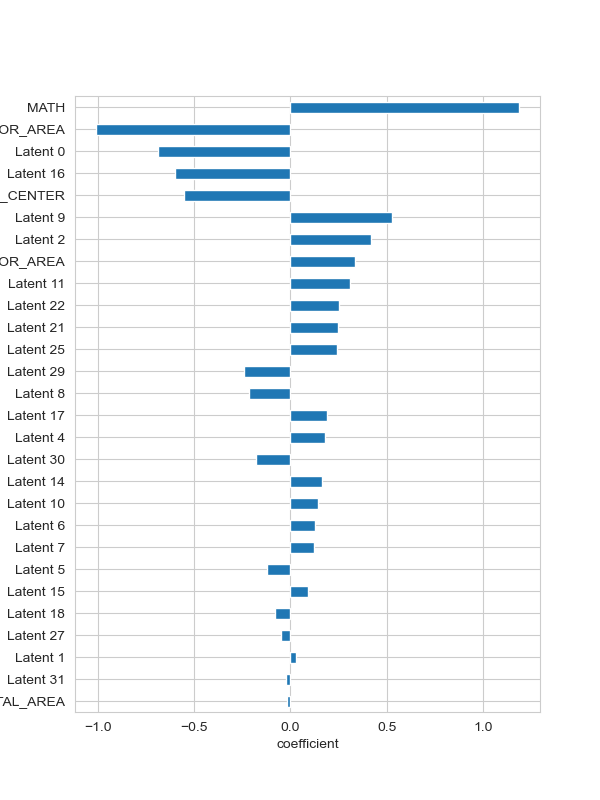 MATH
OR_AREA
Latent 0
Latent 16
_CENTER
Latent 9
Latent 2
OR_AREA
Latent 11
Latent 22
Latent 21
Latent 25
Latent 29
Latent 8
Latent 17
Latent 4
Latent 30
Latent 14
Latent 10
Latent 6
Latent 7
Latent 5
Latent 15
Latent 18
Latent 27
Latent 1
Latent 31
TAL_AREA
−1.0 −0.5 0.0 0.5 1.0
coefficient